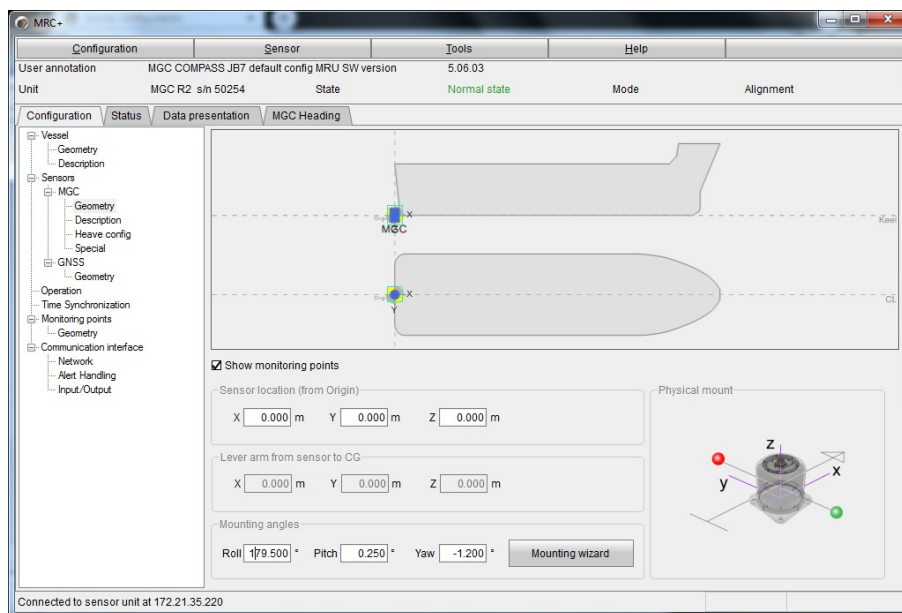 MRC+
Configuration Sensor Tools Help
User annotation MGC COMPASS JB7 default config MRU SW version 5.06.03
Unit MGC R2 s/n 50254 State Normal state Mode Alignment
Configuration Status Data presentation MGC Heading
Vessel
Geometry
Description
Sensors
MGC
Geometry
Description
Heave config
Special
GNSS
Geometry
Operation
Time Synchronization
Monitoring points
Geometry
Communication interface
Network
Alert Handling
Input/Output
X
Keel
MGC
X
CL
Y
Show monitoring points
Sensor location (from Origin)
X 0.000 m Y 0.000 m Z 0.000 m
Lever arm from sensor to CG
X 0.000 m Y 0.000 m Z 0.000 m
Mounting angles
Roll 179.500 ° Pitch 0.250 ° Yaw -1.200 ° Mounting wizard
Physical mount
z
x
y
Connected to sensor unit at 172.21.35.220